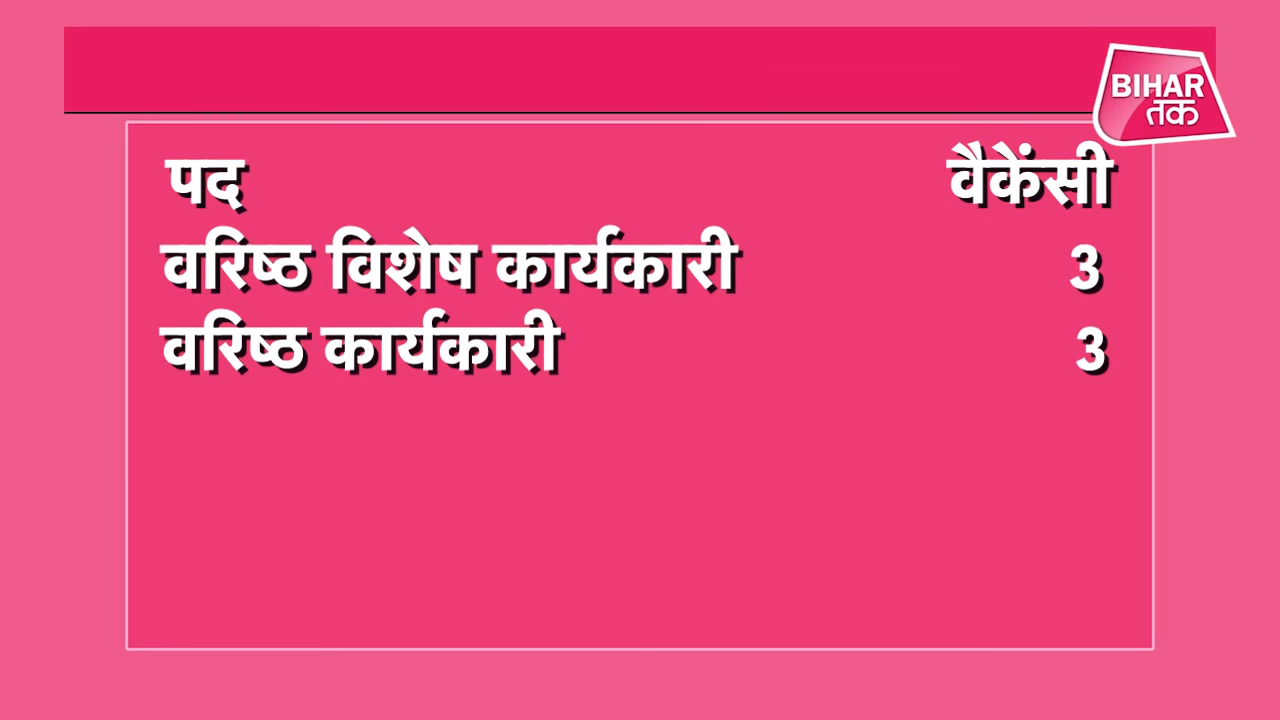 BIHAR
तक
पद वैकैंसी
वरिष्ठ विशेष कार्यकारी 3
वरिष्ठ कार्यकारी 3